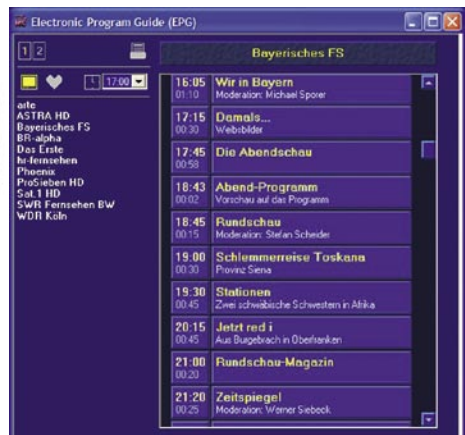 Electronic Program Guide (EPG)
1 2
Bayerisches FS
17:00
arte
ASTRA HD
Bayerisches FS
BR-alpha
Das Erste
hr-fernsehen
Phoenix
ProSieben HD
Sat.1 HD
SWR Fernsehen BW
WDR Köln
16:05 Wir in Bayern
01:10 Moderation: Michael Sporer
17:15 Damals...
00:30 Weibsbilder
17:45 Die Abendschau
00:58
18:43 Abend-Programm
00:02 Vorschau auf das Programm
18:45 Rundschau
00:15 Moderation: Stefan Scheider
19:00 Schlemmerreise Toskana
00:30 Provinz Siena
19:30 Stationen
00:45 Zwei schwäbische Schwestern in Afrika
20:15 Jetzt red i
00:45 Aus Burgebrach in Oberfranken
21:00 Rundschau-Magazin
00:20
21:20 Zeitspiegel
00:25 Moderation: Werner Siebeck